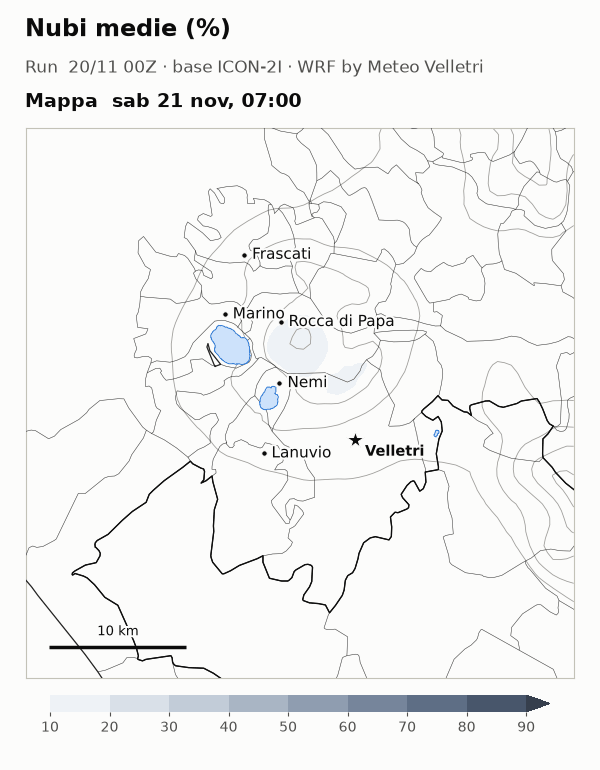 Nubi medie (%)
Run  20/11 00Z · base ICON-2I · WRF by Meteo Velletri
Mappa  sab 21 nov, 07:00
Frascati
Marino
Rocca di Papa
Nemi
Velletri
Lanuvio
10 km
10 20 30 40 50 60 70 80 90